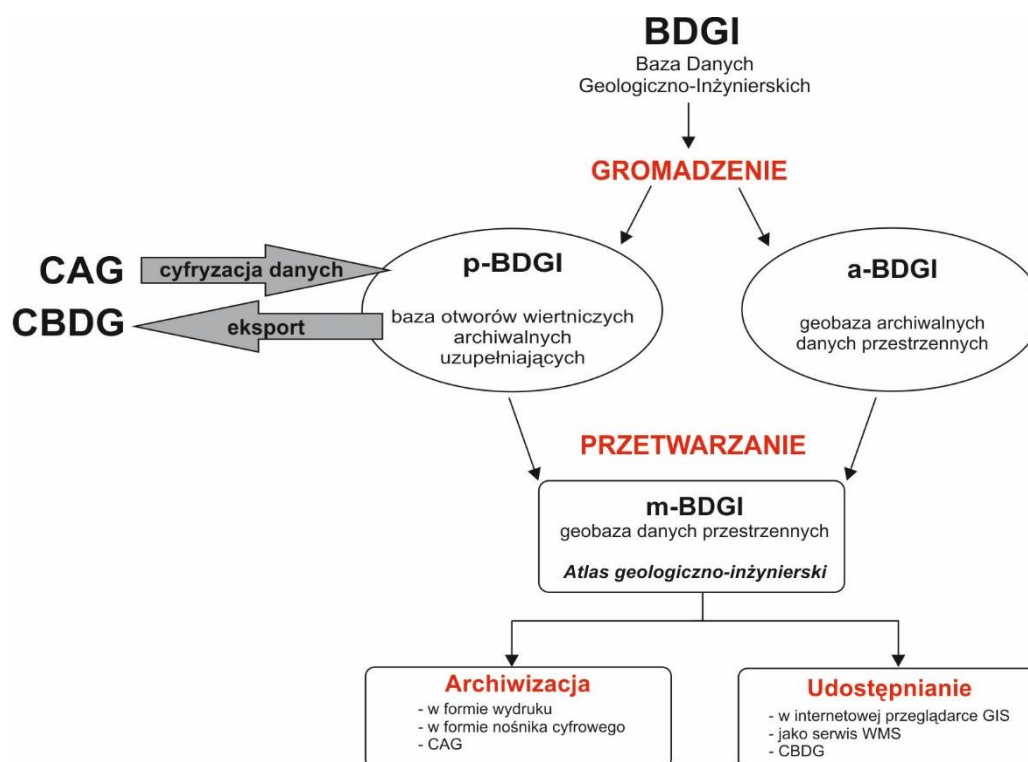 BDGI
Baza Danych
Geologiczno-Inżynierskich
GROMADZENIE
CAG
cyfryzacja danych
CBDG
eksport
p-BDGI
baza otworów wiertniczych
archiwalnych
uzupełniających
a-BDGI
geobaza archiwalnych
danych przestrzennych
PRZETWARZANIE
m-BDGI
geobaza danych przestrzennych
Atlas geologiczno-inżynierski
Archiwizacja
- w formie wydruku
- w formie nośnika cyfrowego
- CAG
Udostępnianie
- w internetowej przeglądarce GIS
- jako serwis WMS
- CBDG